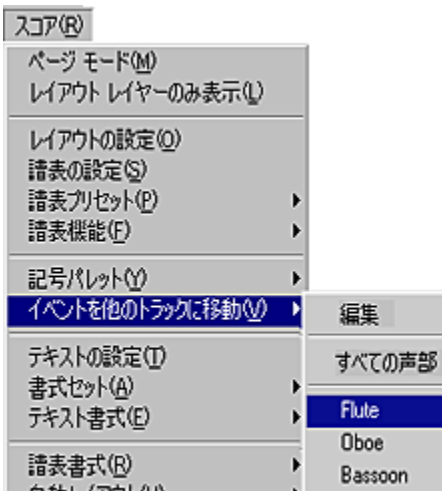 スコア(R)
ページ モード(M)
レイアウト レイヤーのみ表示(L)
レイアウトの設定(O)
譜表の設定(S)
譜表プリセット(P)
譜表機能(F)
記号パレット(Y)
イベントを他のトラックに移動(V)
編集
すべての声部
テキストの設定(T)
書式セット(A)
テキスト書式(E)
Flute
Oboe
Bassoon
譜表書式(R)